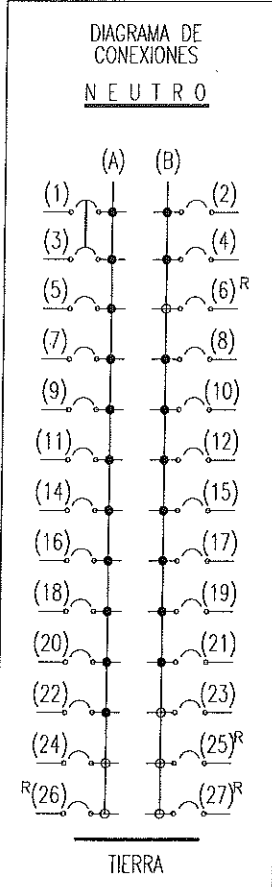 DIAGRAMA DE
CONEXIONES
NEUTRO
(A) (B)
(1) (2)
(3) (4)
(5) (6)R
(7) (8)
(9) (10)
(11) (12)
(14) (15)
(16) (17)
(18) (19)
(20) (21)
(22) (23)
(24) (25)R
R(26) (27)R
TIERRA